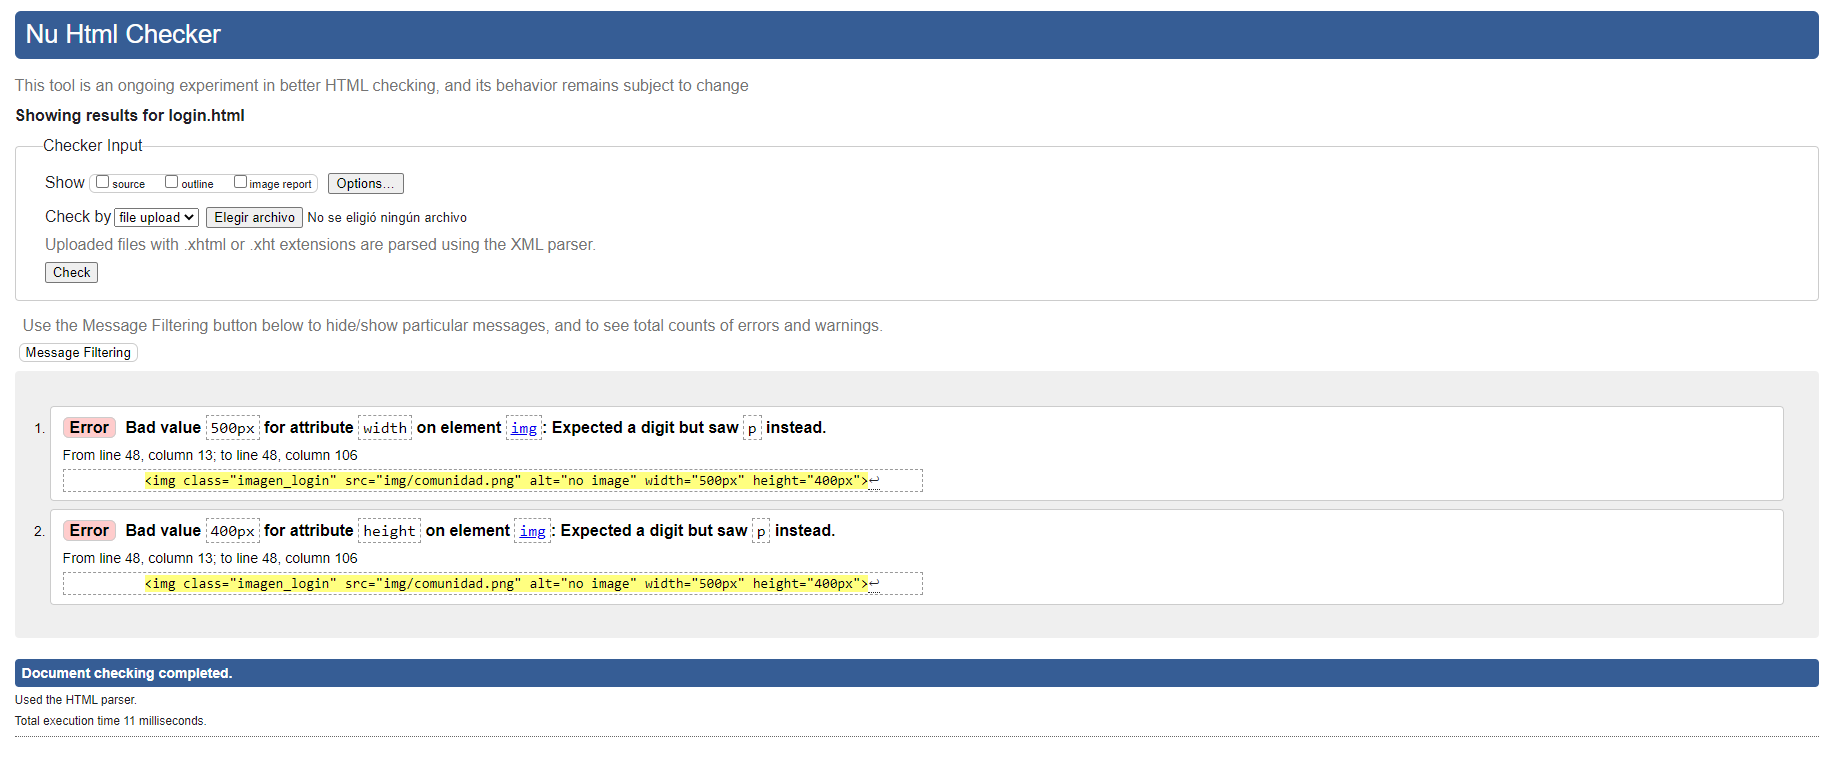 Nu Html Checker
This tool is an ongoing experiment in better HTML checking, and its behavior remains subject to change
Showing results for login.html
Checker Input
Show source outline image report Options...
Check by file upload Elegir archivo No se eligió ningún archivo
Uploaded files with .xhtml or .xht extensions are parsed using the XML parser.
Check
Use the Message Filtering button below to hide/show particular messages, and to see total counts of errors and warnings.
Message Filtering
1. Error Bad value 500px for attribute width on element img: Expected a digit but saw p instead.
From line 48, column 13; to line 48, column 106
<img class="imagen_login" src="img/comunidad.png" alt="no image" width="500px" height="400px">↩
2. Error Bad value 400px for attribute height on element img: Expected a digit but saw p instead.
From line 48, column 13; to line 48, column 106
<img class="imagen_login" src="img/comunidad.png" alt="no image" width="500px" height="400px">↩
Document checking completed.
Used the HTML parser.
Total execution time 11 milliseconds.